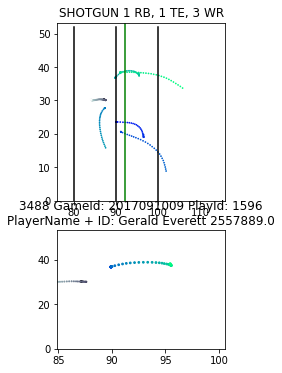 SHOTGUN 1 RB, 1 TE, 3 WR
50
40
30
20
10
0
80 90 100 110
3488 GameId: 2017091009 PlayId: 1596
PlayerName + ID: Gerald Everett 2557889.0
40
20
0
85 90 95 100